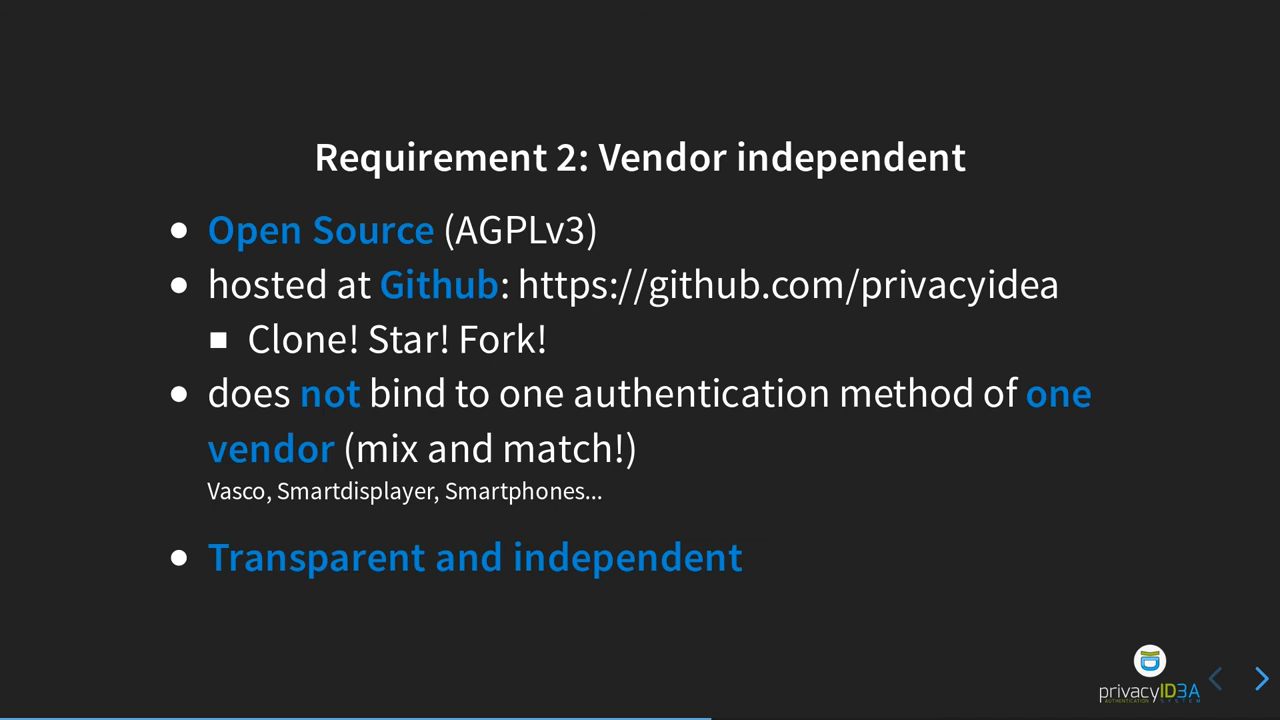 Requirement 2: Vendor independent
Open Source (AGPLv3)
hosted at Github: https://github.com/privacyidea
Clone! Star! Fork!
does not bind to one authentication method of one
vendor (mix and match!)
Vasco, Smartdisplayer, Smartphones...
Transparent and independent
privacyID3A
AUTHENTICATION SYSTEM